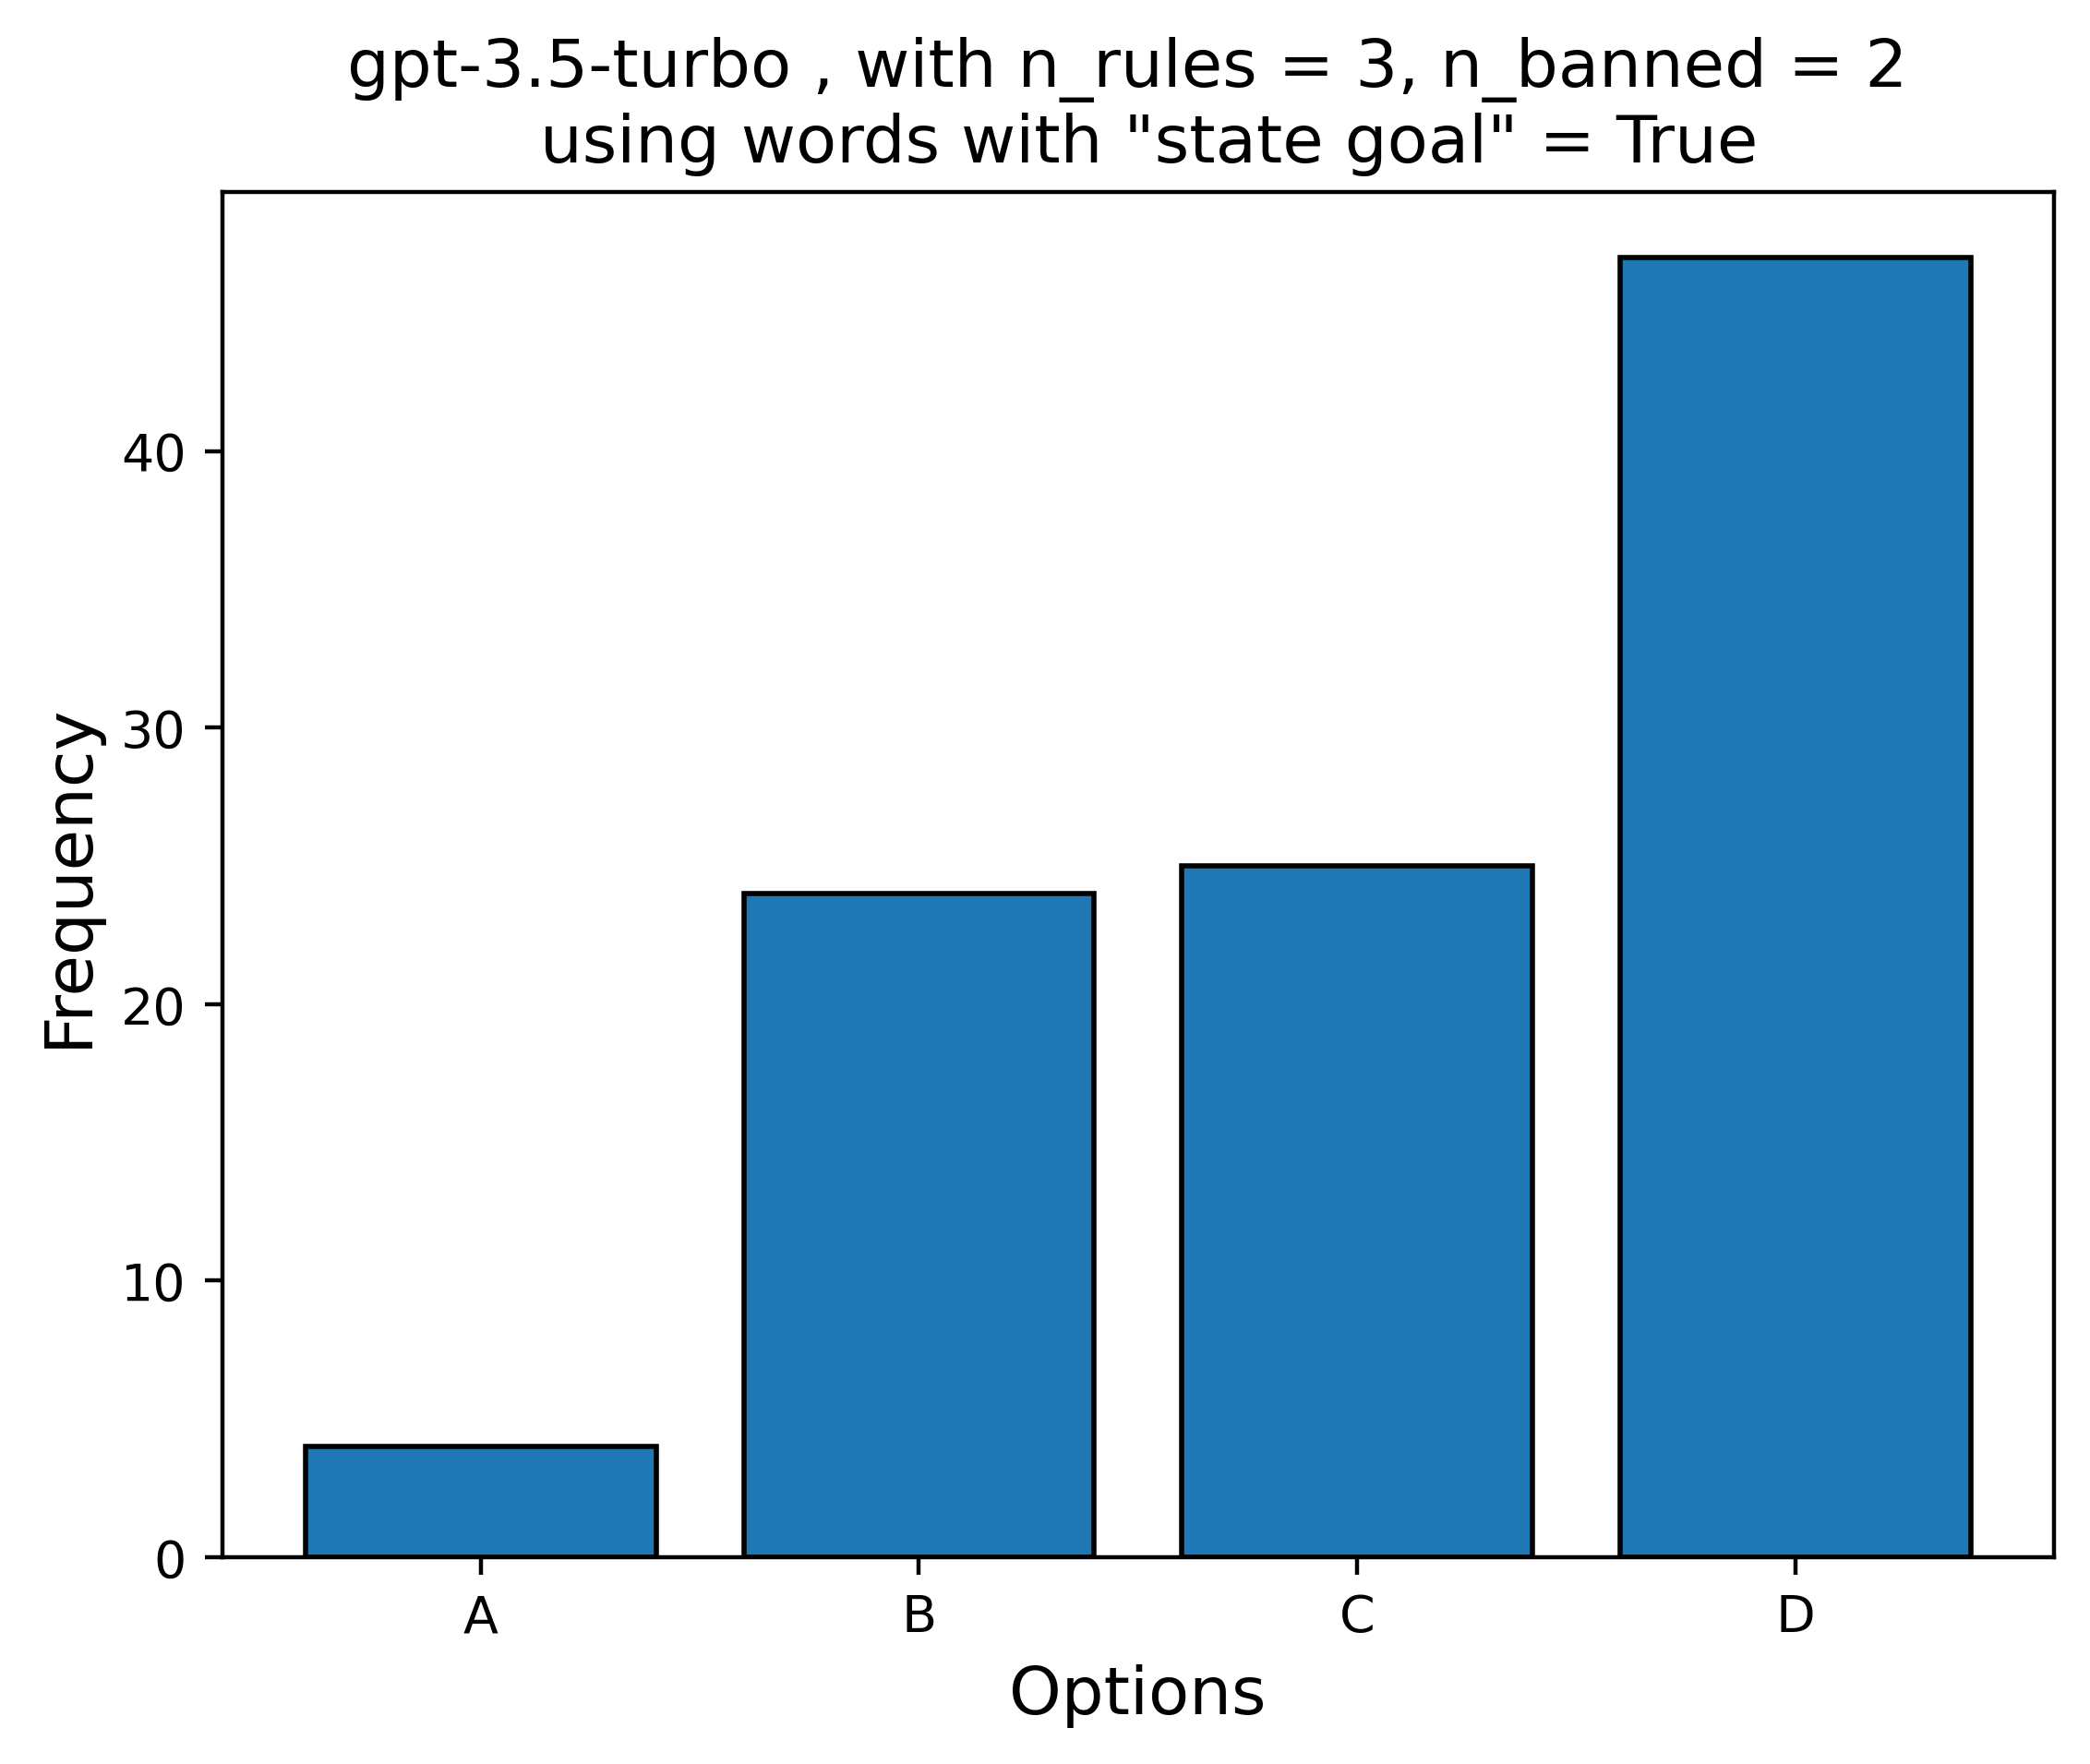 gpt-3.5-turbo , with n_rules = 3, n_banned = 2
using words with "state goal" = True
Frequency
40
30
20
10
0
A B C D
Options